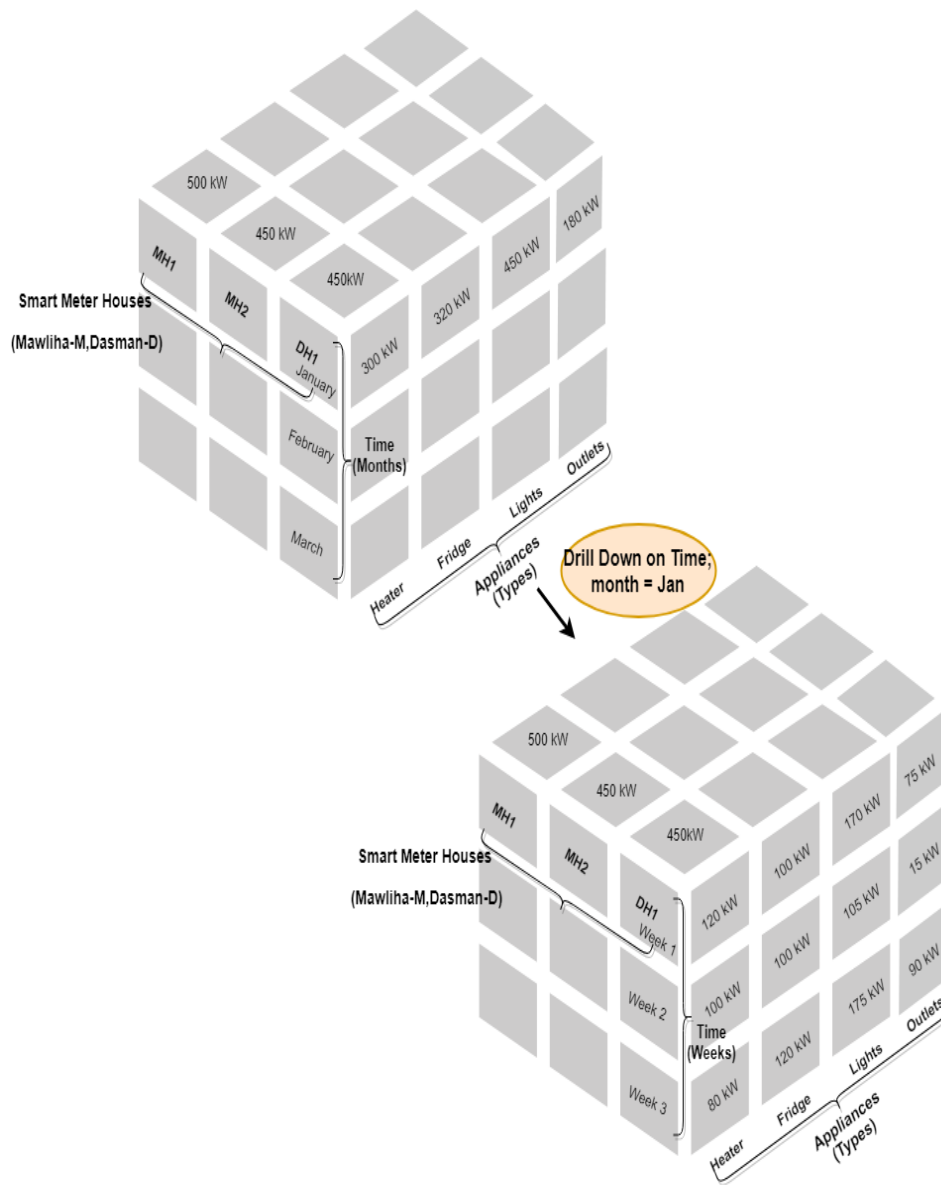 500 kW
450 kW
450kW
MH1
MH2
DH1
January
February
March
300 kW
320 kW
450 kW
180 kW
Smart Meter Houses
(Mawliha-M,Dasman-D)
Time
(Months)
Heater
Fridge
Lights
Outlets
Appliances
(Types)
Drill Down on Time;
month = Jan
500 kW
450 kW
450kW
MH1
MH2
DH1
Week 1
Week 2
Week 3
120 kW
100 kW
170 kW
75 kW
100 kW
100 kW
105 kW
15 kW
80 kW
120 kW
175 kW
90 kW
Smart Meter Houses
(Mawliha-M,Dasman-D)
Time
(Weeks)
Heater
Fridge
Lights
Outlets
Appliances
(Types)